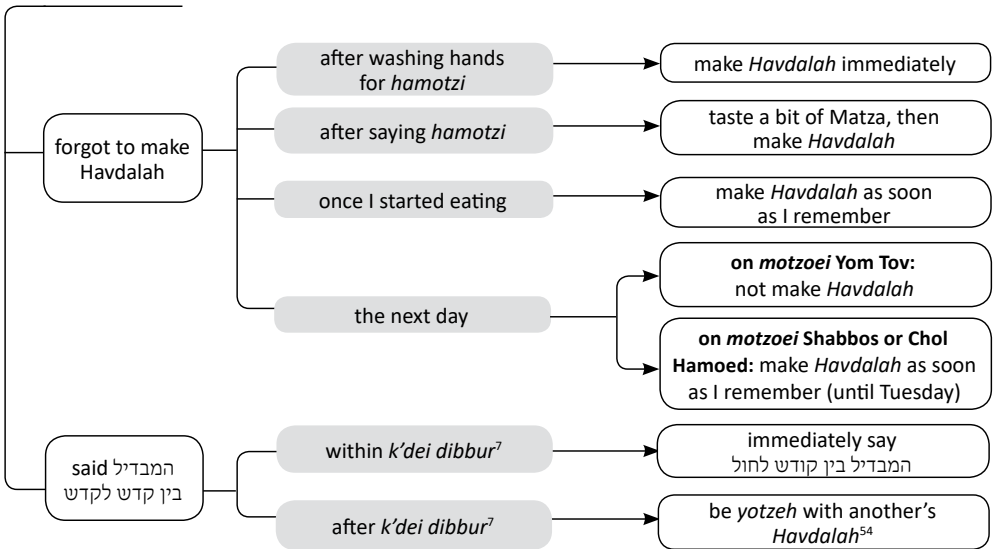 forgot to make
Havdalah
after washing hands
for hamotzi
make Havdalah immediately
after saying hamotzi
taste a bit of Matza, then
make Havdalah
once I started eating
make Havdalah as soon
as I remember
the next day
on motzoei Yom Tov:
not make Havdalah
on motzoei Shabbos or Chol
Hamoed: make Havdalah as soon
as I remember (until Tuesday)
said המבדיל
בין קדש לקדש
within k'dei dibbur7
immediately say
המבדיל בין קודש לחול
after k'dei dibbur7
be yotzeh with another's
Havdalah54